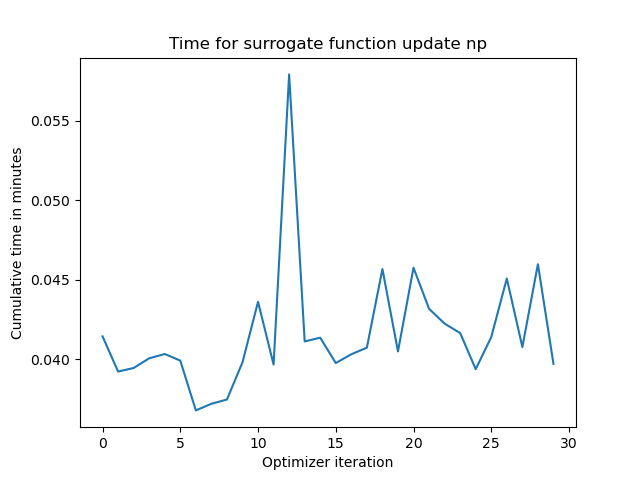 Time for surrogate function update np
Cumulative time in minutes
0.055
0.050
0.045
0.040
0 5 10 15 20 25 30
Optimizer iteration